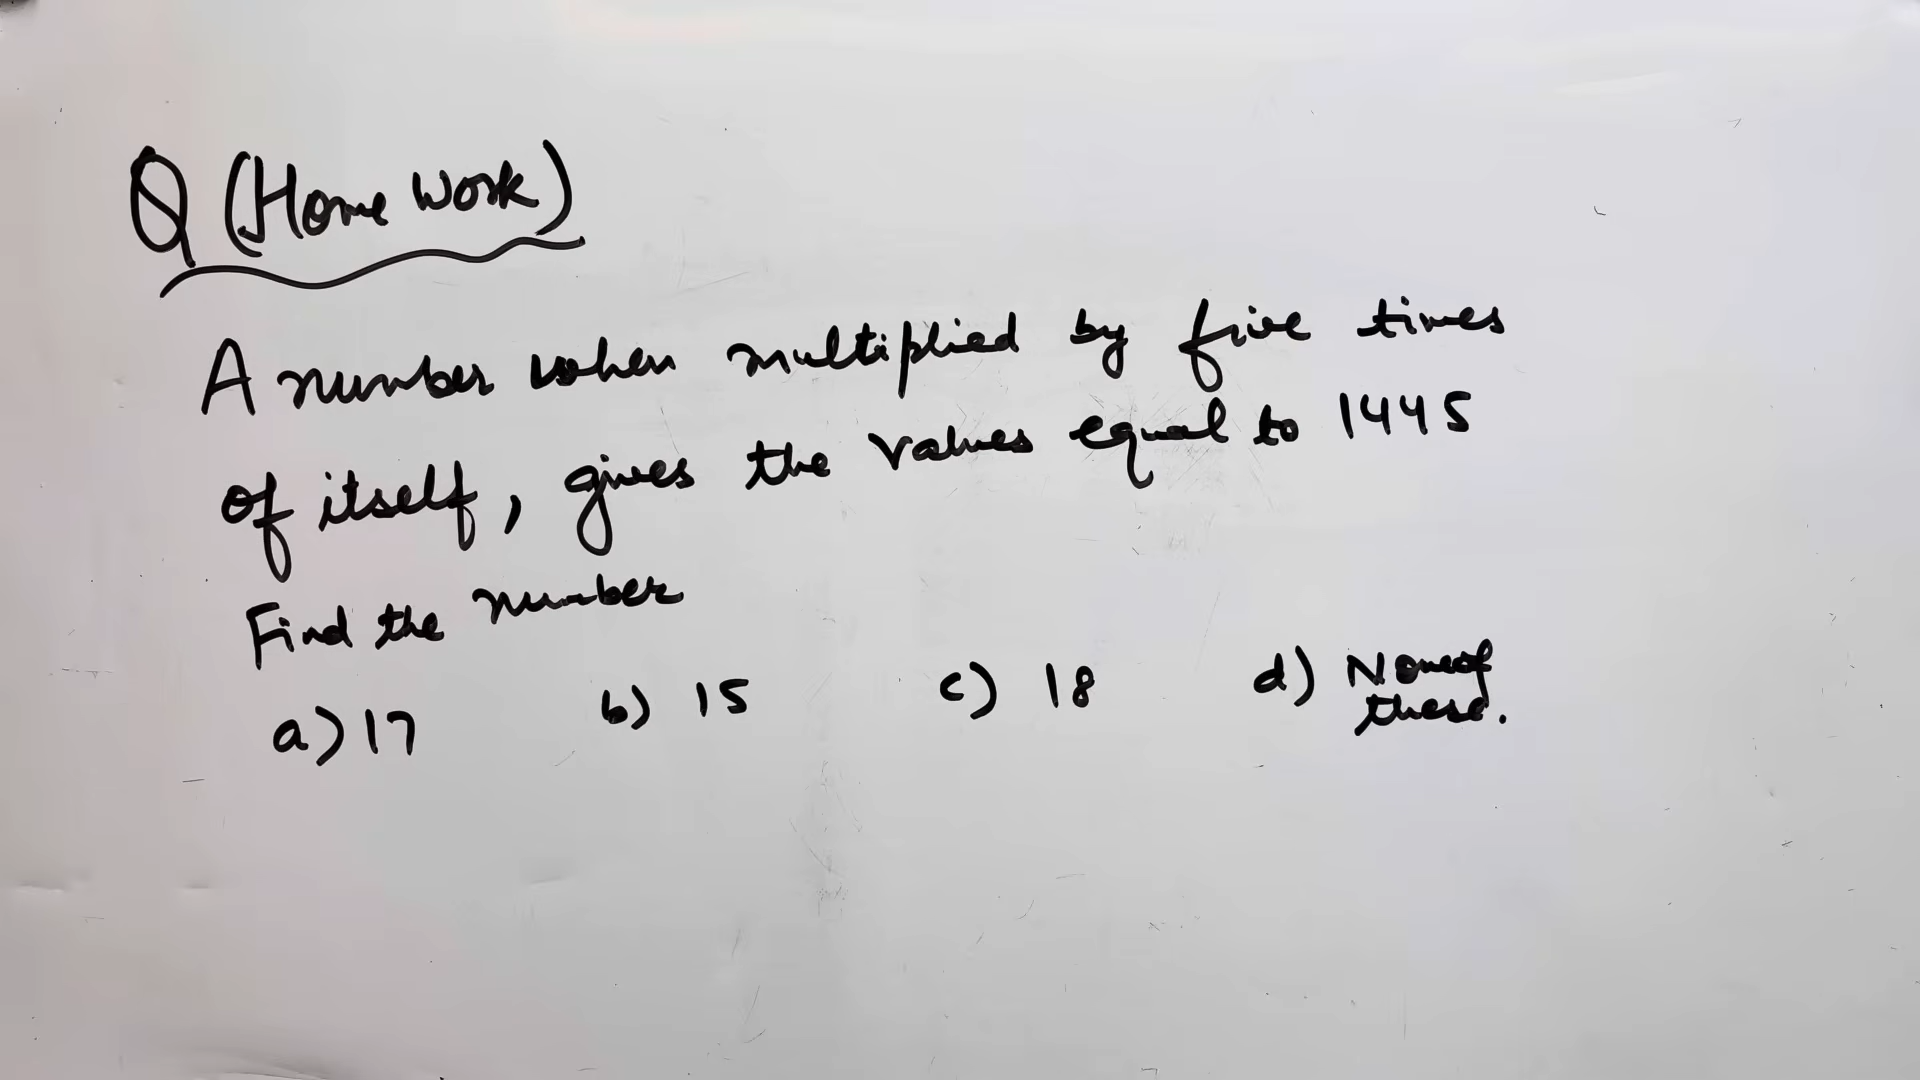 Q (Home Work)
A number when multiplied by five times
of itself, gives the values equal to 1445
Find the number
a) 17 b) 15 c) 18 d) None of
these.